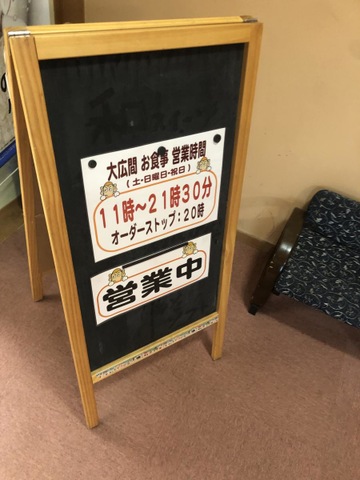 大広間 お食事 営業時間
(土・日曜日・祝日)
11時～21時30分
オーダーストップ：20時
営業中